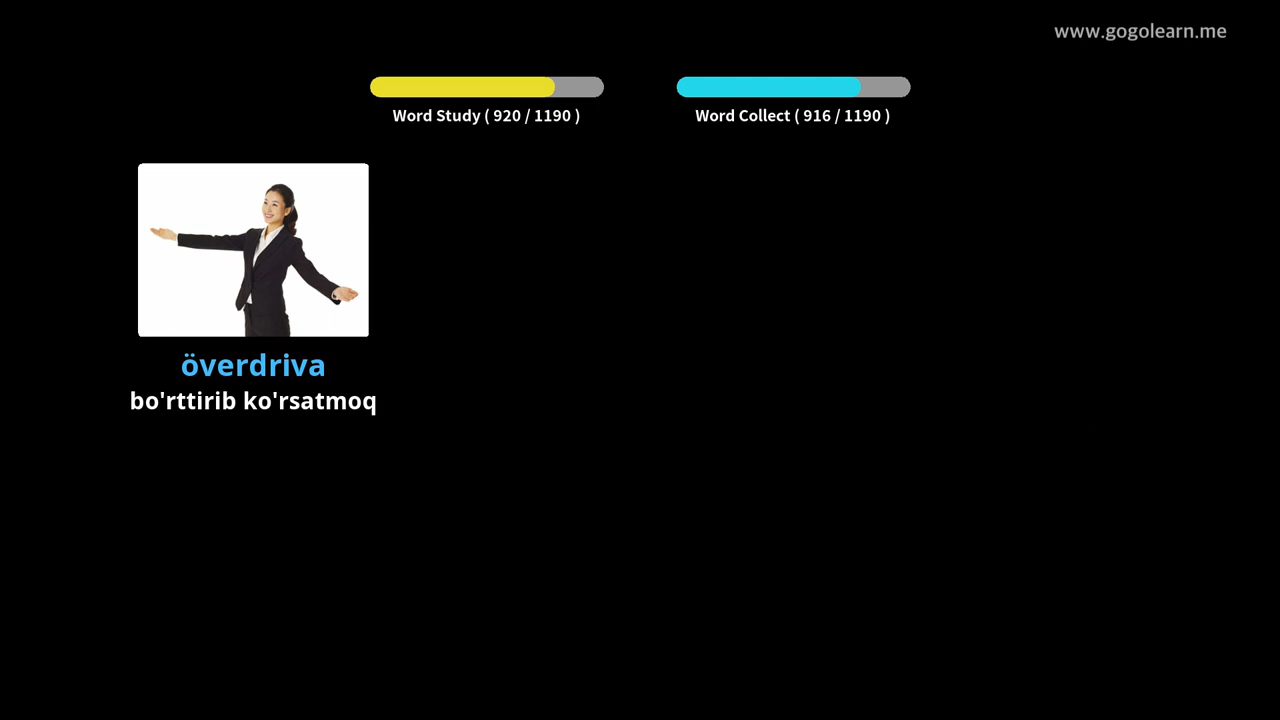 www.gogolearn.me
Word Study ( 920 / 1190 )
Word Collect ( 916 / 1190 )
överdriva
bo'rttirib ko'rsatmoq